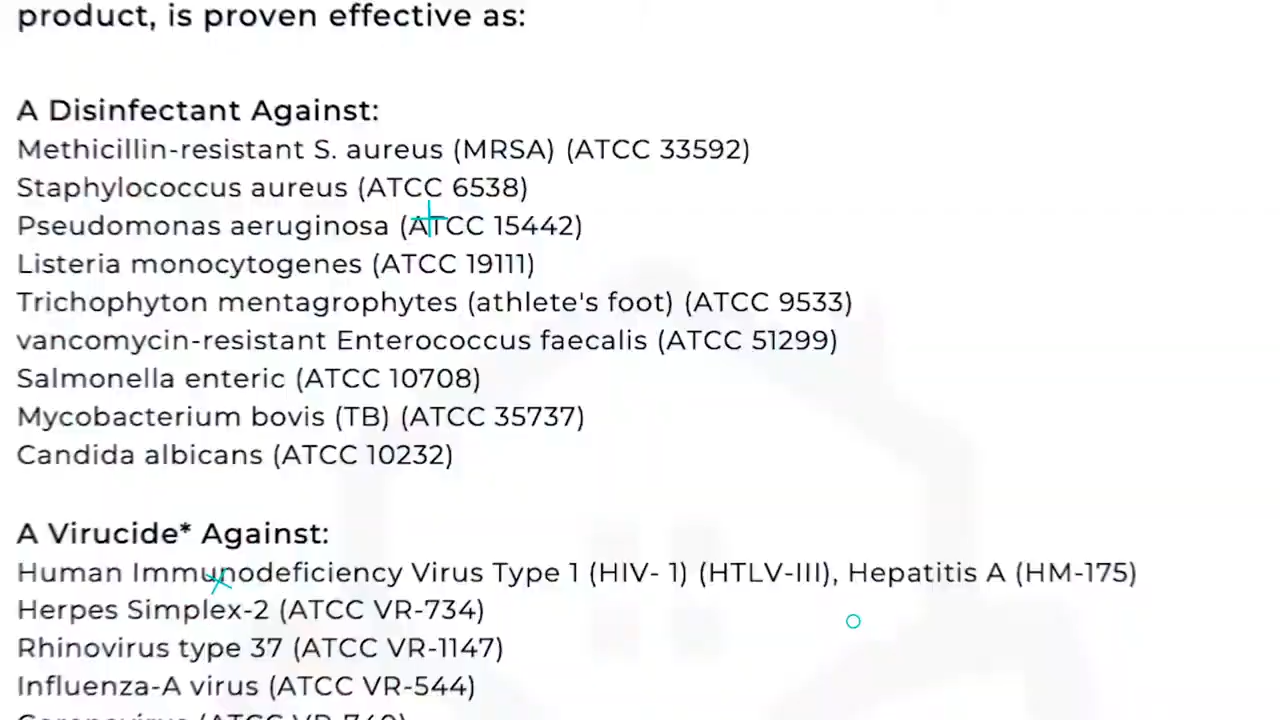 product, is proven effective as:
A Disinfectant Against:
Methicillin-resistant S. aureus (MRSA) (ATCC 33592)
Staphylococcus aureus (ATCC 6538)
Pseudomonas aeruginosa (ATCC 15442)
Listeria monocytogenes (ATCC 19111)
Trichophyton mentagrophytes (athlete's foot) (ATCC 9533)
vancomycin-resistant Enterococcus faecalis (ATCC 51299)
Salmonella enteric (ATCC 10708)
Mycobacterium bovis (TB) (ATCC 35737)
Candida albicans (ATCC 10232)
A Virucide* Against:
Human Immunodeficiency Virus Type 1 (HIV- 1) (HTLV-III), Hepatitis A (HM-175)
Herpes Simplex-2 (ATCC VR-734)
Rhinovirus type 37 (ATCC VR-1147)
Influenza-A virus (ATCC VR-544)
Coronavirus (ATCC VR-740)